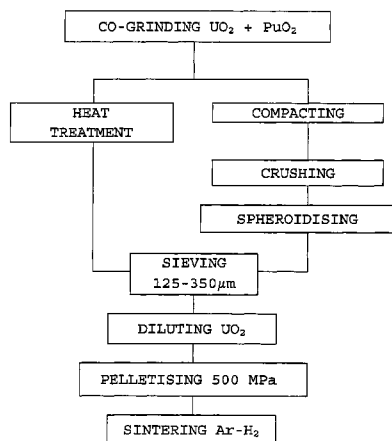 CO-GRINDING UO₂ + PuO₂
HEAT
TREATMENT
COMPACTING
CRUSHING
SPHEROIDISING
SIEVING
125-350μm
DILUTING UO₂
PELLETISING 500 MPa
SINTERING Ar-H₂